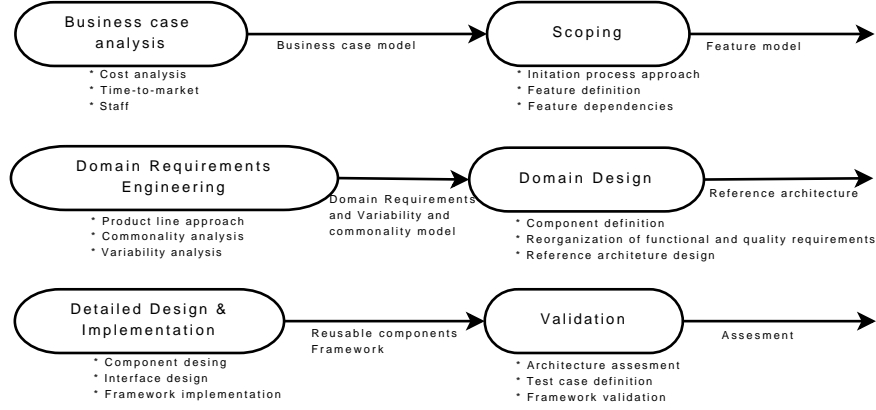 Business case
analysis
Business case model
* Cost analysis
* Time-to-market
* Staff
Scoping
Feature model
* Initation process approach
* Feature definition
* Feature dependencies
Domain Requirements
Engineering
Domain Requirements
and Variability and
commonality model
* Product line approach
* Commonality analysis
* Variability analysis
Domain Design
Reference architecture
* Component definition
* Reorganization of functional and quality requirements
* Reference architeture design
Detailed Design &
Implementation
Reusable components
Framework
* Component desing
* Interface design
* Framework implementation
Validation
Assesment
* Architecture assesment
* Test case definition
* Framework validation